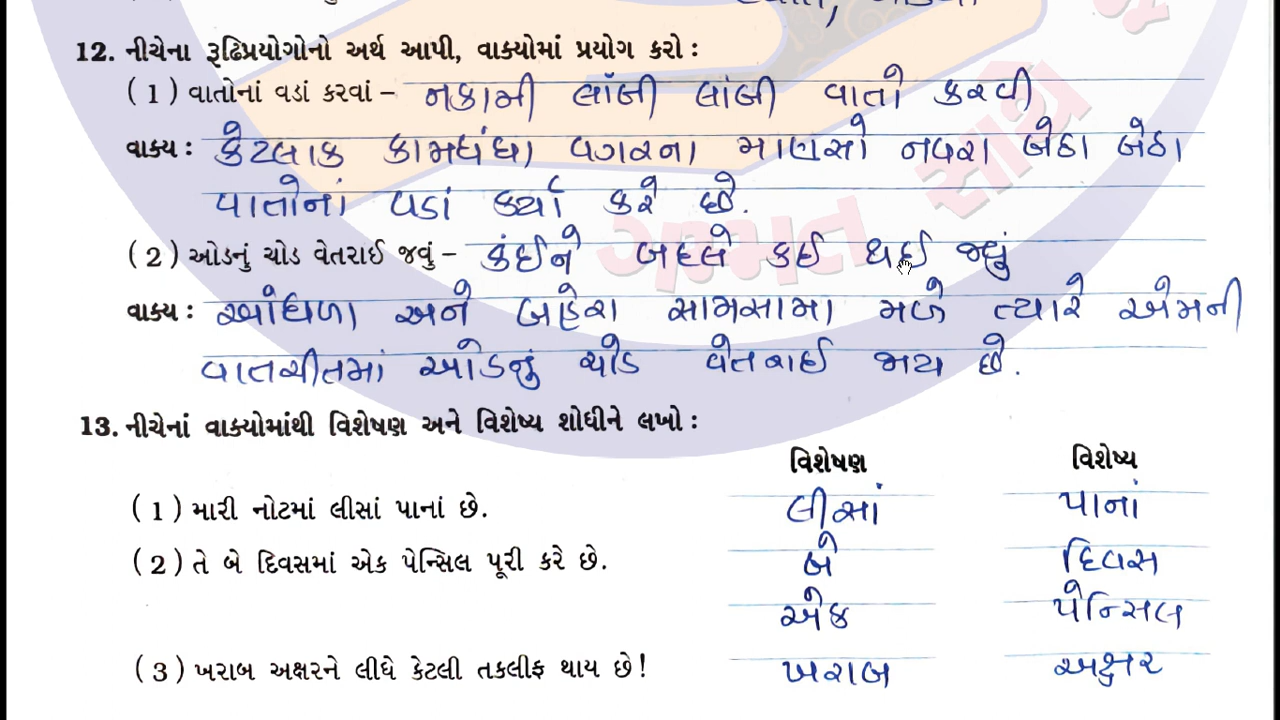 12. નીચેના રૂઢિપ્રયોગોનો અર્થ આપી, વાક્યોમાં પ્રયોગ કરો :
(1) વાતોનાં વડાં કરવાં – નકામી લાંબી લાંબી વાતો કરવી
વાક્ય : કેટલાક કામધંધા વગરના માણસો નવરા બેઠા બેઠા
વાતોનાં વડાં કર્યા કરે છે.
(2) ઓડનું ચોડ વેતરાઈ જવું – કંઈને બદલે કઈ થઈ જવું
વાક્ય : આંધળા અને બહેરા સામસામા મળે ત્યારે એમની
વાતચીતમાં ઓડનું ચોડ વેતરાઈ જાય છે.
13. નીચેનાં વાક્યોમાંથી વિશેષણ અને વિશેષ્ય શોધીને લખો :
વિશેષણ વિશેષ્ય
(1) મારી નોટમાં લીસાં પાનાં છે. લીસાં પાનાં
(2) તે બે દિવસમાં એક પેન્સિલ પૂરી કરે છે. બે દિવસ
એક પેન્સિલ
(3) ખરાબ અક્ષરને લીધે કેટલી તકલીફ થાય છે! ખરાબ અક્ષર